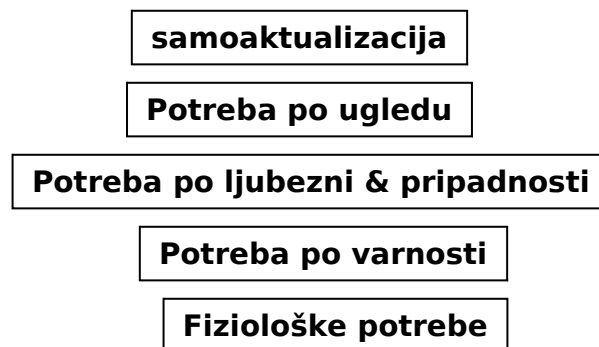 samoaktualizacija
Potreba po ugledu
Potreba po ljubezni & pripadnosti
Potreba po varnosti
Fiziološke potrebe